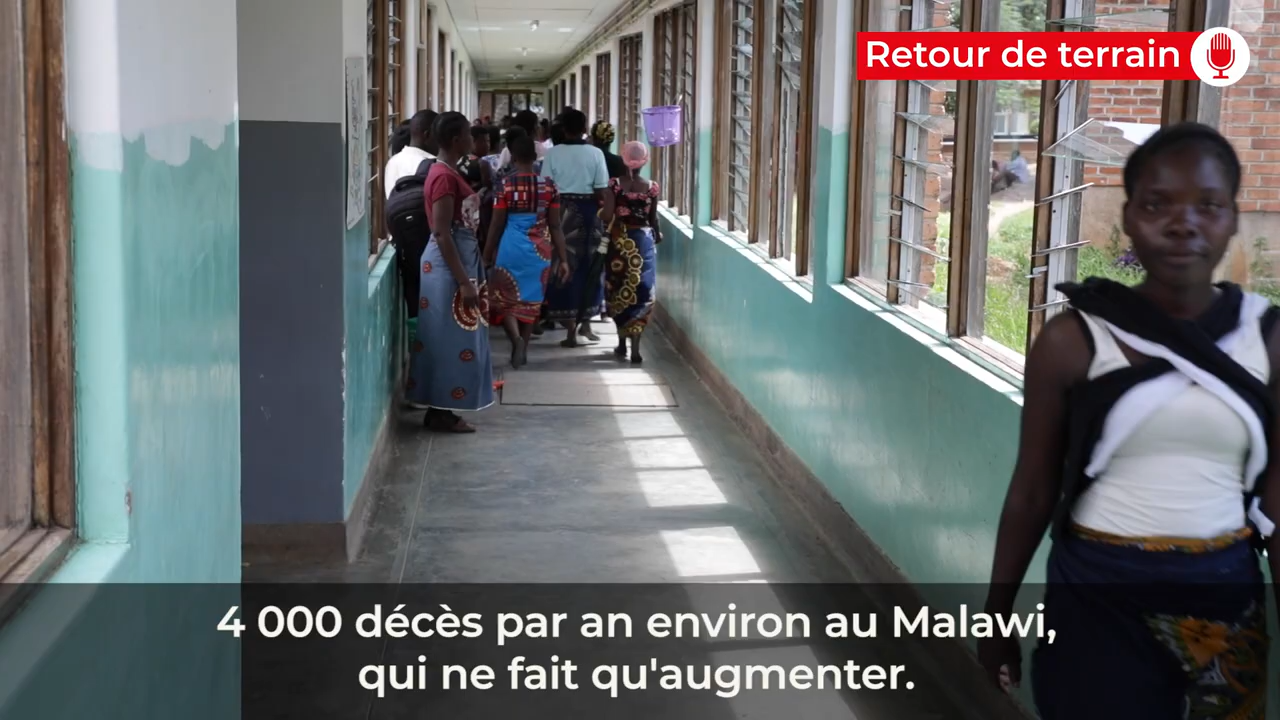 Retour de terrain
4 000 décès par an environ au Malawi,
qui ne fait qu'augmenter.